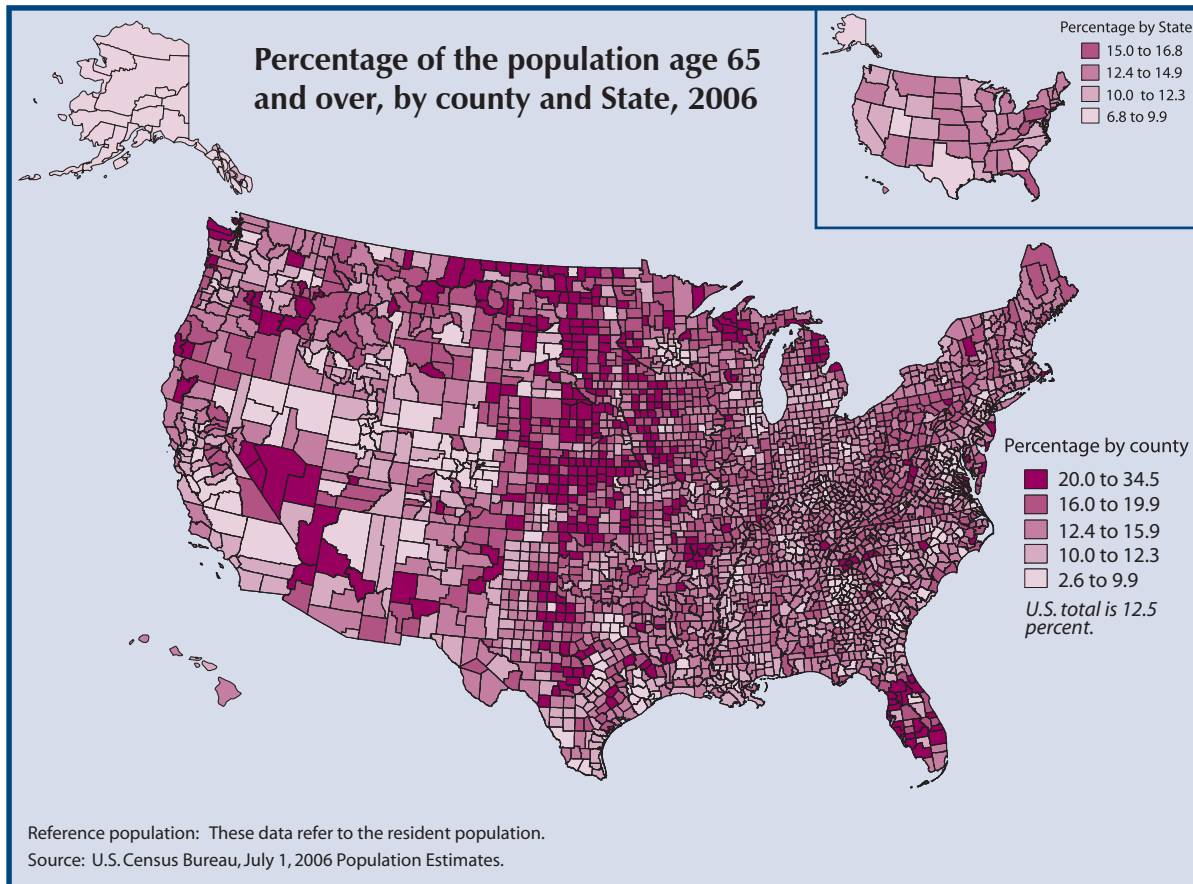 Percentage of the population age 65
and over, by county and State, 2006
Percentage by State
15.0 to 16.8
12.4 to 14.9
10.0 to 12.3
6.8 to 9.9
Percentage by county
20.0 to 34.5
16.0 to 19.9
12.4 to 15.9
10.0 to 12.3
2.6 to 9.9
U.S. total is 12.5
percent.
Reference population: These data refer to the resident population.
Source: U.S. Census Bureau, July 1, 2006 Population Estimates.